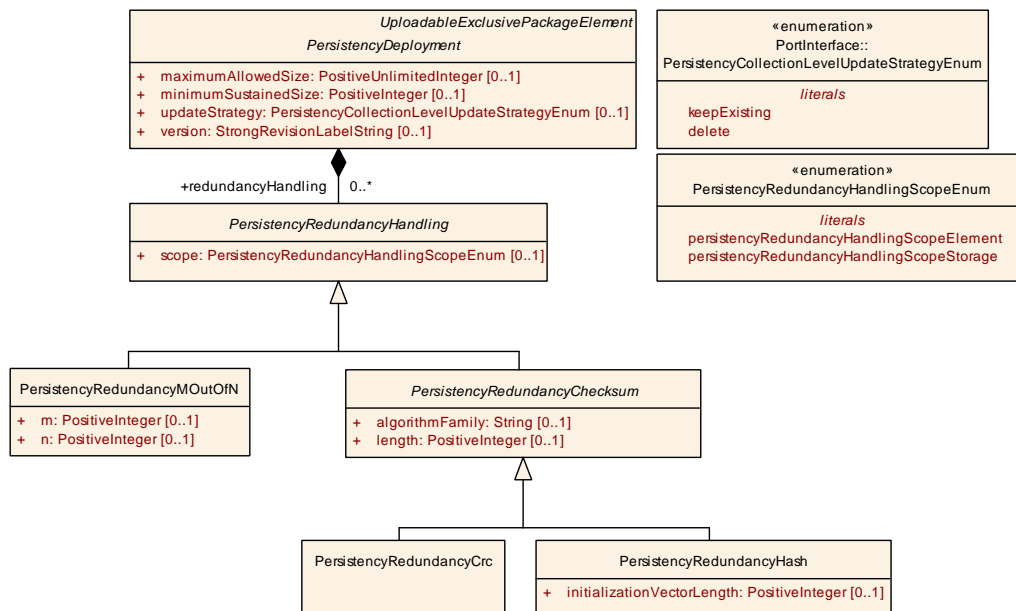 UploadableExclusivePackageElement
PersistencyDeployment
+ maximumAllowedSize: PositiveUnlimitedInteger [0..1]
+ minimumSustainedSize: PositiveInteger [0..1]
+ updateStrategy: PersistencyCollectionLevelUpdateStrategyEnum [0..1]
+ version: StrongRevisionLabelString [0..1]
«enumeration»
PortInterface::
PersistencyCollectionLevelUpdateStrategyEnum
literals
keepExisting
delete
«enumeration»
PersistencyRedundancyHandlingScopeEnum
literals
persistencyRedundancyHandlingScopeElement
persistencyRedundancyHandlingScopeStorage
+redundancyHandling 0..*
PersistencyRedundancyHandling
+ scope: PersistencyRedundancyHandlingScopeEnum [0..1]
PersistencyRedundancyMOutOfN
+ m: PositiveInteger [0..1]
+ n: PositiveInteger [0..1]
PersistencyRedundancyChecksum
+ algorithmFamily: String [0..1]
+ length: PositiveInteger [0..1]
PersistencyRedundancyCrc
PersistencyRedundancyHash
+ initializationVectorLength: PositiveInteger [0..1]